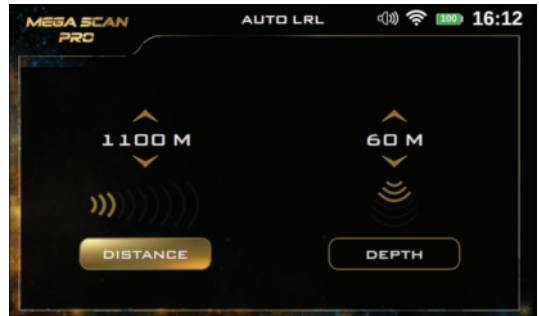 MEGA SCAN
PRO
AUTO LRL
100
16:12
1100 M
60 M
DISTANCE
DEPTH